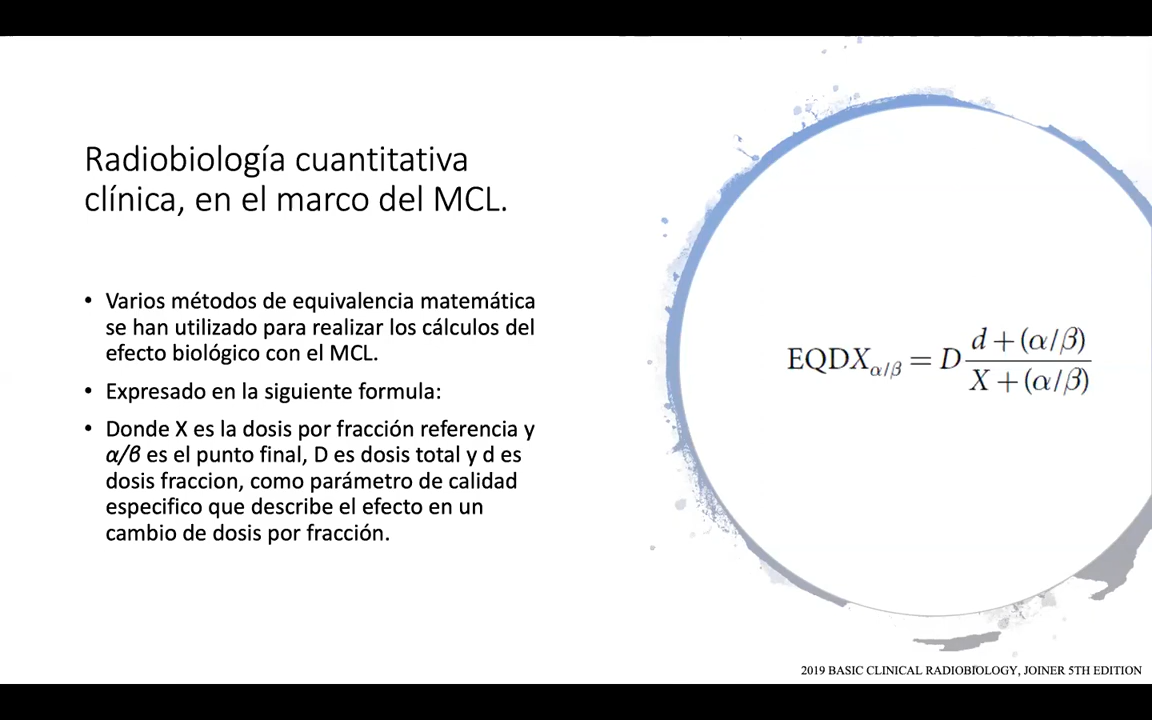 Radiobiología cuantitativa
clínica, en el marco del MCL.
• Varios métodos de equivalencia matemática
se han utilizado para realizar los cálculos del
efecto biológico con el MCL.
• Expresado en la siguiente formula:
• Donde X es la dosis por fracción referencia y
α/β es el punto final, D es dosis total y d es
dosis fraccion, como parámetro de calidad
especifico que describe el efecto en un
cambio de dosis por fracción.
EQDX_{α/β} = D \frac{d + (α/β)}{X + (α/β)}
2019 BASIC CLINICAL RADIOBIOLOGY, JOINER 5TH EDITION